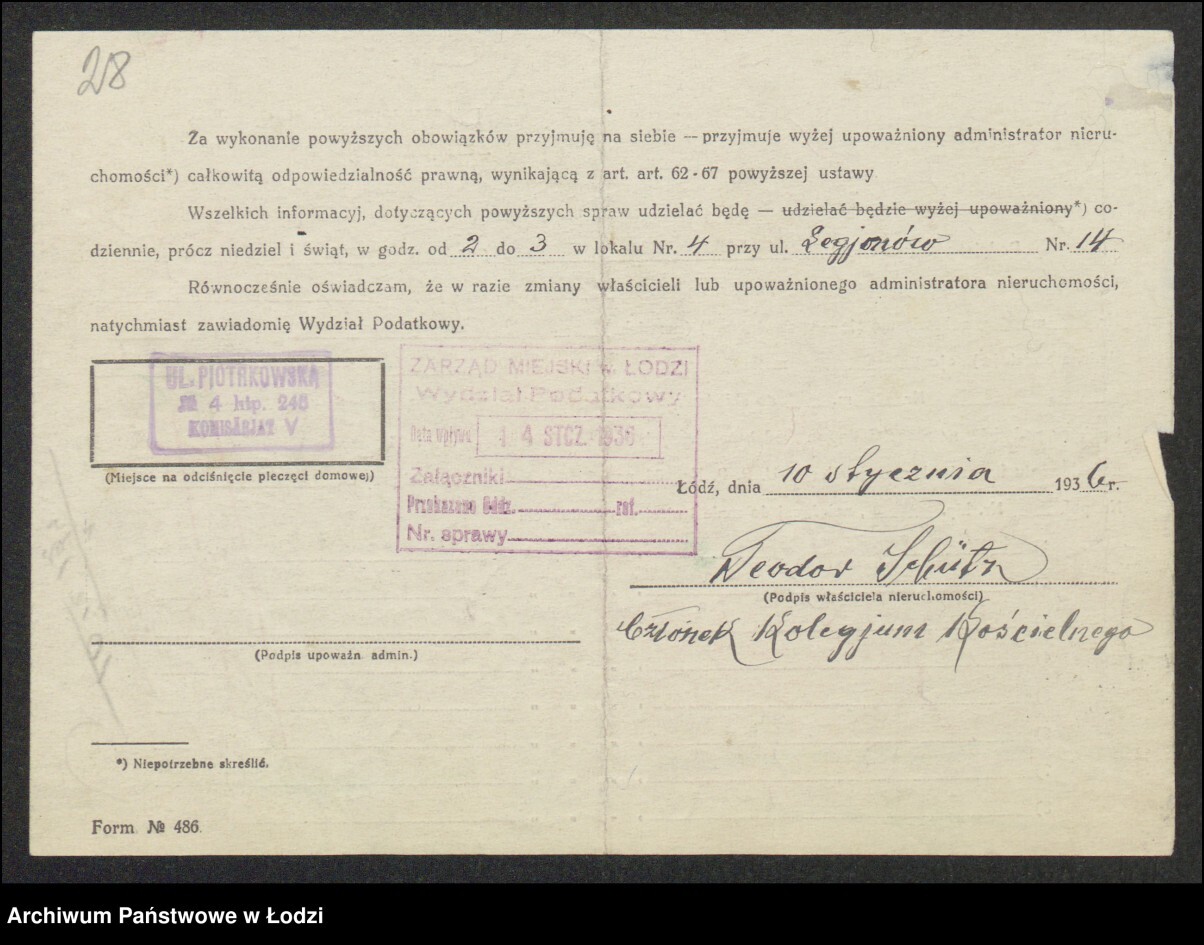 28
Za wykonanie powyższych obowiązków przyjmuję na siebie — przyjmuje wyżej upoważniony administrator nieru-
chomości*) całkowitą odpowiedzialność prawną, wynikającą z art. art. 62-67 powyższej ustawy
Wszelkich informacyj, dotyczących powyższych spraw udzielać będę — udzielać będzie wyżej upoważniony*) co-
dziennie, prócz niedziel i świąt, w godz. od 2 do 3 w lokalu Nr. 4 przy ul. Legjonów Nr. 14
Równocześnie oświadczam, że w razie zmiany właścicieli lub upoważnionego administratora nieruchomości,
natychmiast zawiadomię Wydział Podatkowy.
UL. PIOTRKOWSKA
№ 4 hip. 245
KOMISARJAT V
(Miejsce na odciśnięcie pieczęci domowej)
ZARZĄD MIEJSKI w ŁODZI
Wydział Podatkowy
Data wpływu 14 STCZ. 1936
Załączniki
Przekazano Oddz. ref.
Nr. sprawy
Łódź, dnia 10 stycznia 1936 r.
Teodor Schütz
(Podpis właściciela nieruchomości)
Członek Kolegjum Kościelnego
(Podpis upoważn. admin.)
*) Niepotrzebne skreślić.
Form. № 486.
Archiwum Państwowe w Łodzi